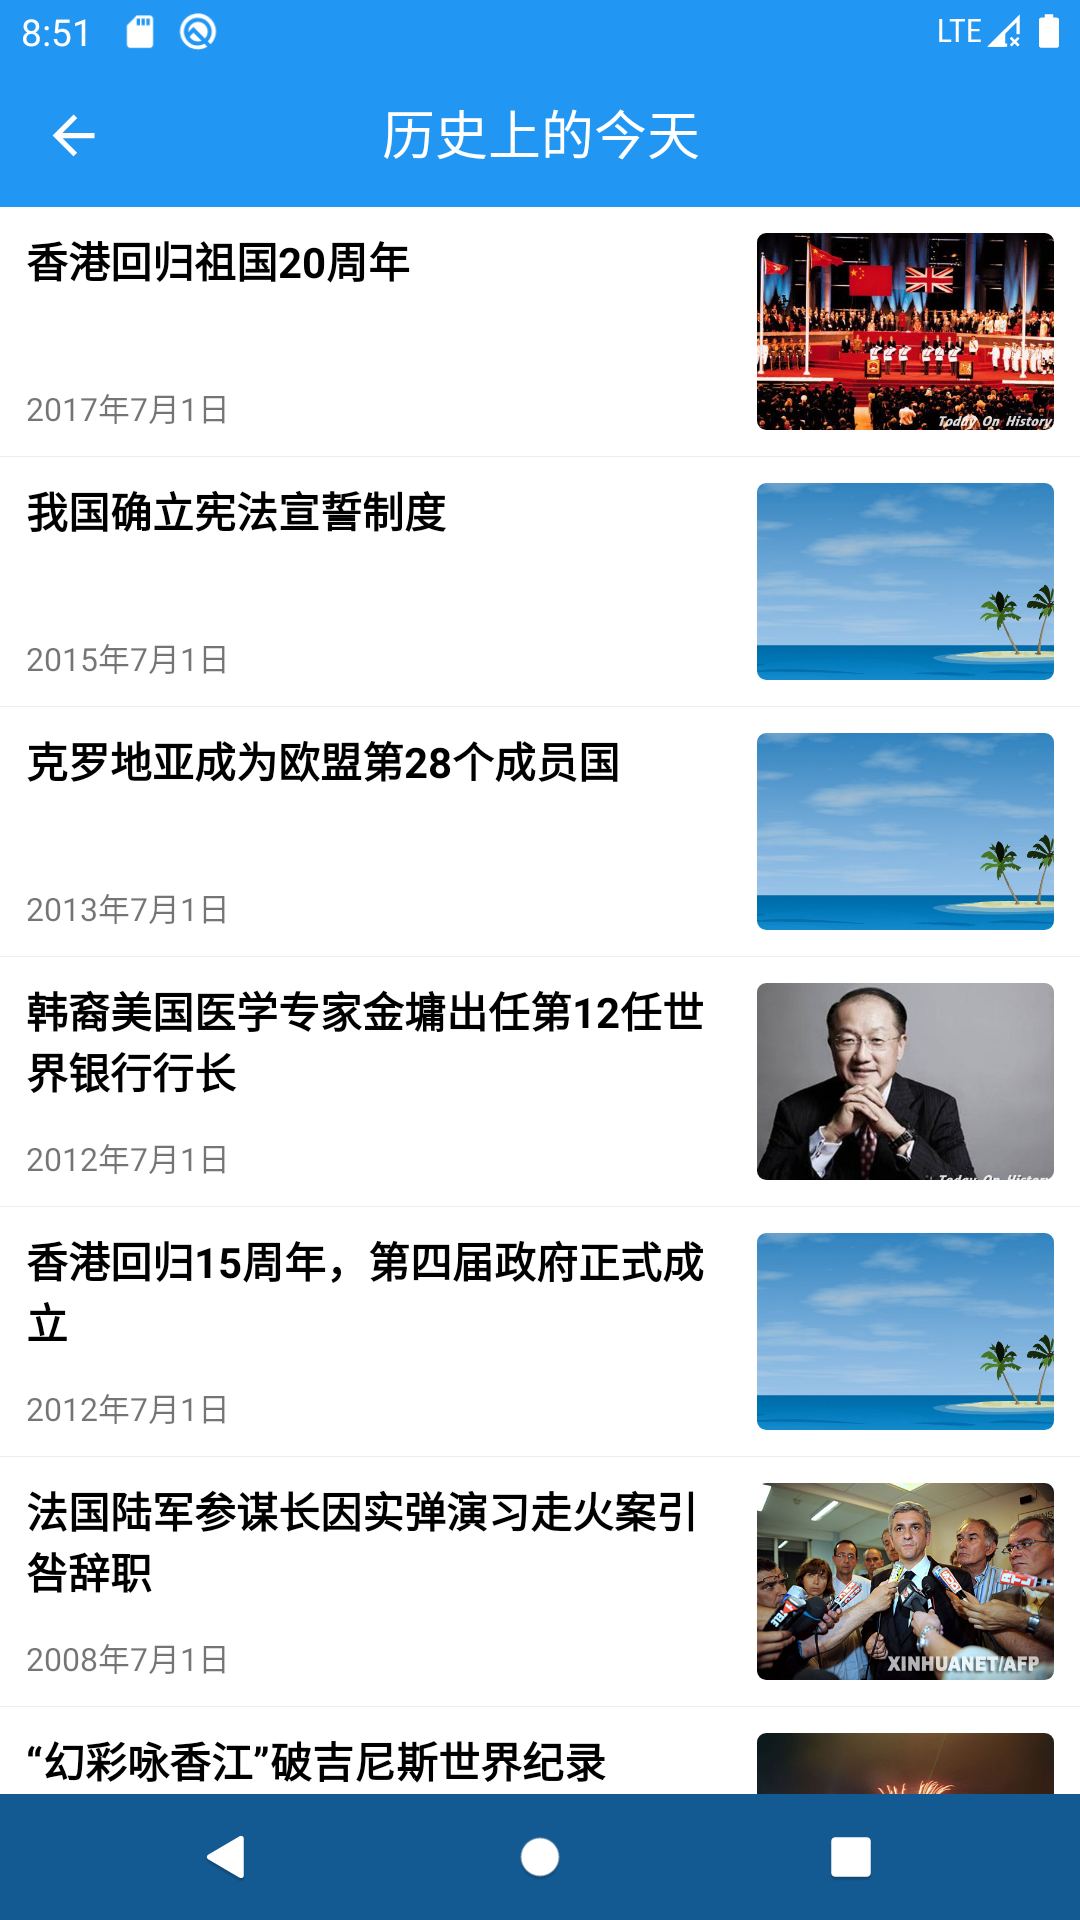 8:51
LTE
历史上的今天
香港回归祖国20周年
2017年7月1日
Today On History
我国确立宪法宣誓制度
2015年7月1日
克罗地亚成为欧盟第28个成员国
2013年7月1日
韩裔美国医学专家金墉出任第12任世
界银行行长
2012年7月1日
Today On History
香港回归15周年，第四届政府正式成
立
2012年7月1日
法国陆军参谋长因实弹演习走火案引
咎辞职
2008年7月1日
XINHUANET/AFP
“幻彩咏香江”破吉尼斯世界纪录